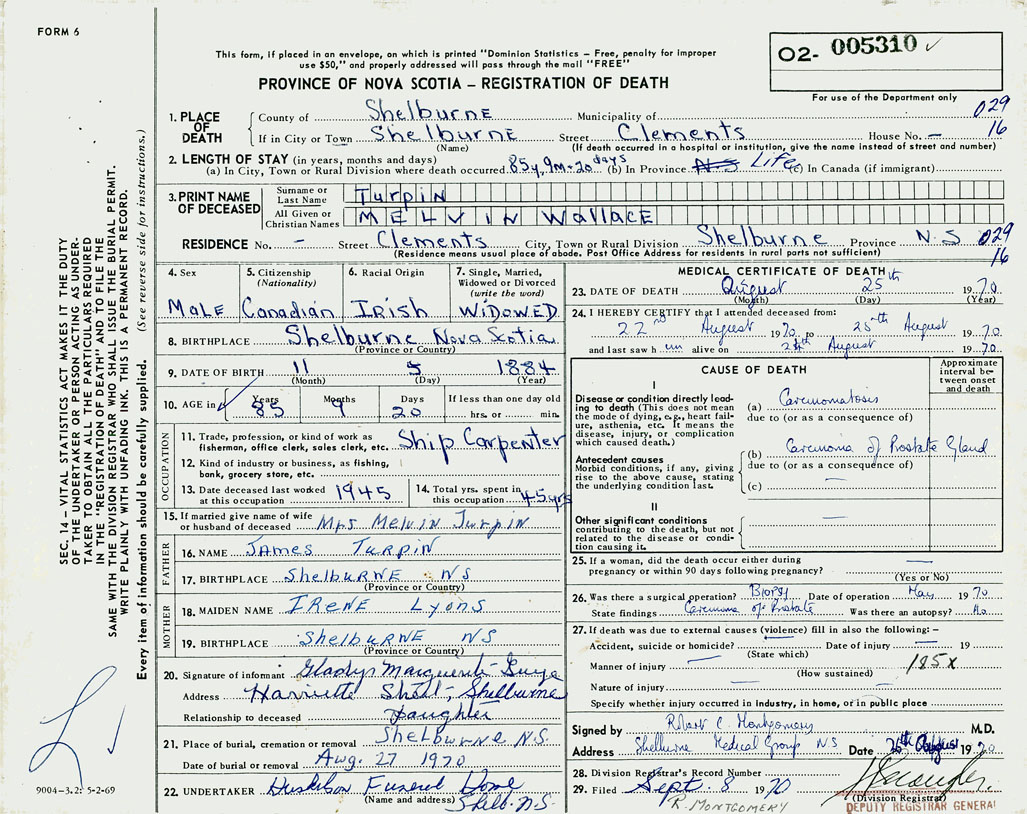 FORM 6
This form, if placed in an envelope, on which is printed "Dominion Statistics – Free, penalty for improper
use $50," and properly addressed will pass through the mail "FREE"
O2- 005310 ✓
PROVINCE OF NOVA SCOTIA – REGISTRATION OF DEATH
For use of the Department only
SEC. 14 – VITAL STATISTICS ACT MAKES IT THE DUTY
OF THE UNDERTAKER OR PERSON ACTING AS UNDER-
TAKER TO OBTAIN ALL THE PARTICULARS REQUIRED
IN THE "REGISTRATION OF DEATH" AND TO FILE THE
SAME WITH THE DIVISION REGISTRAR WHO SHALL ISSUE THE BURIAL PERMIT.
WRITE PLAINLY WITH UNFADING INK. THIS IS A PERMANENT RECORD.
Every item of information should be carefully supplied. (See reverse side for instructions.)
9004-3.2: 5-2-69
1. PLACE OF DEATH County of Shelburne Municipality of 029
If in City or Town Shelburne Street Clements House No. – 16
(Name) (If death occurred in a hospital or institution, give the name instead of street and number)
2. LENGTH OF STAY (in years, months and days)
(a) In City, Town or Rural Division where death occurred 85y, 9m-20 days (b) In Province NS Life (c) In Canada (if immigrant)
3. PRINT NAME OF DECEASED Surname or Last Name Turpin
All Given or Christian Names MELVIN Wallace
RESIDENCE No. – Street Clements City, Town or Rural Division Shelburne Province N.S 029
(Residence means usual place of abode. Post Office Address for residents in rural parts not sufficient) 16
4. Sex Male
5. Citizenship (Nationality) Canadian
6. Racial Origin Irish
7. Single, Married, Widowed or Divorced (write the word) WiDOWED
8. BIRTHPLACE Shelburne Nova Scotia
(Province or Country)
9. DATE OF BIRTH 11 5 1884
(Month) (Day) (Year)
10. AGE in Years 85 Months 9 Days 20 If less than one day old hrs. or min.
OCCUPATION
11. Trade, profession, or kind of work as fisherman, office clerk, sales clerk, etc. Ship Carpenter
12. Kind of industry or business, as fishing, bank, grocery store, etc.
13. Date deceased last worked at this occupation 1945
14. Total yrs. spent in this occupation 45 yrs
15. If married give name of wife or husband of deceased Mrs Melvin Turpin
FATHER
16. NAME JAMES TURPIN
17. BIRTHPLACE ShelbuRNE NS
(Province or Country)
MOTHER
18. MAIDEN NAME IRENE Lyons
19. BIRTHPLACE ShelbuRNE NS
(Province or Country)
20. Signature of informant Gladys Marguerite
Address Harriette Shelburne
Relationship to deceased Daughter
21. Place of burial, cremation or removal Shelburne N.S.
Date of burial or removal Aug. 27 1970
22. UNDERTAKER Funeral Home
(Name and address) Shelb. N.S.
MEDICAL CERTIFICATE OF DEATH
23. DATE OF DEATH August 25th 1970
(Month) (Day) (Year)
24. I HEREBY CERTIFY that I attended deceased from:
22nd August 1970 to 25th August 1970
and last saw h im alive on August 1970
CAUSE OF DEATH
Approximate interval between onset and death
I
Disease or condition directly leading to death (This does not mean the mode of dying, e.g., heart failure, asthenia, etc. It means the disease, injury, or complication which caused death.)
(a) Carcinomatosis
due to (or as a consequence of)
Antecedent causes
Morbid conditions, if any, giving rise to the above cause, stating the underlying condition last.
(b) Carcinoma of Prostate Gland
due to (or as a consequence of)
(c) –
II
Other significant conditions
contributing to the death, but not related to the disease or condition causing it. –
25. If a woman, did the death occur either during
pregnancy or within 90 days following pregnancy? –
(Yes or No)
26. Was there a surgical operation? Biopsy Date of operation May 1970
State findings Carcinoma of Prostate Was there an autopsy? No
27. If death was due to external causes (violence) fill in also the following: –
Accident, suicide or homicide? – Date of injury – 19
(State which)
Manner of injury – 185X
(How sustained)
Nature of injury –
Specify whether injury occurred in industry, in home, or in public place
Signed by Robert C. Montgomery M.D.
Address Shelburne Medical Group NS Date August 1970
28. Division Registrar's Record Number
29. Filed Sept. 8 1970
(Division Registrar)
R. MONTGOMERY
DEPUTY REGISTRAR GENERAL